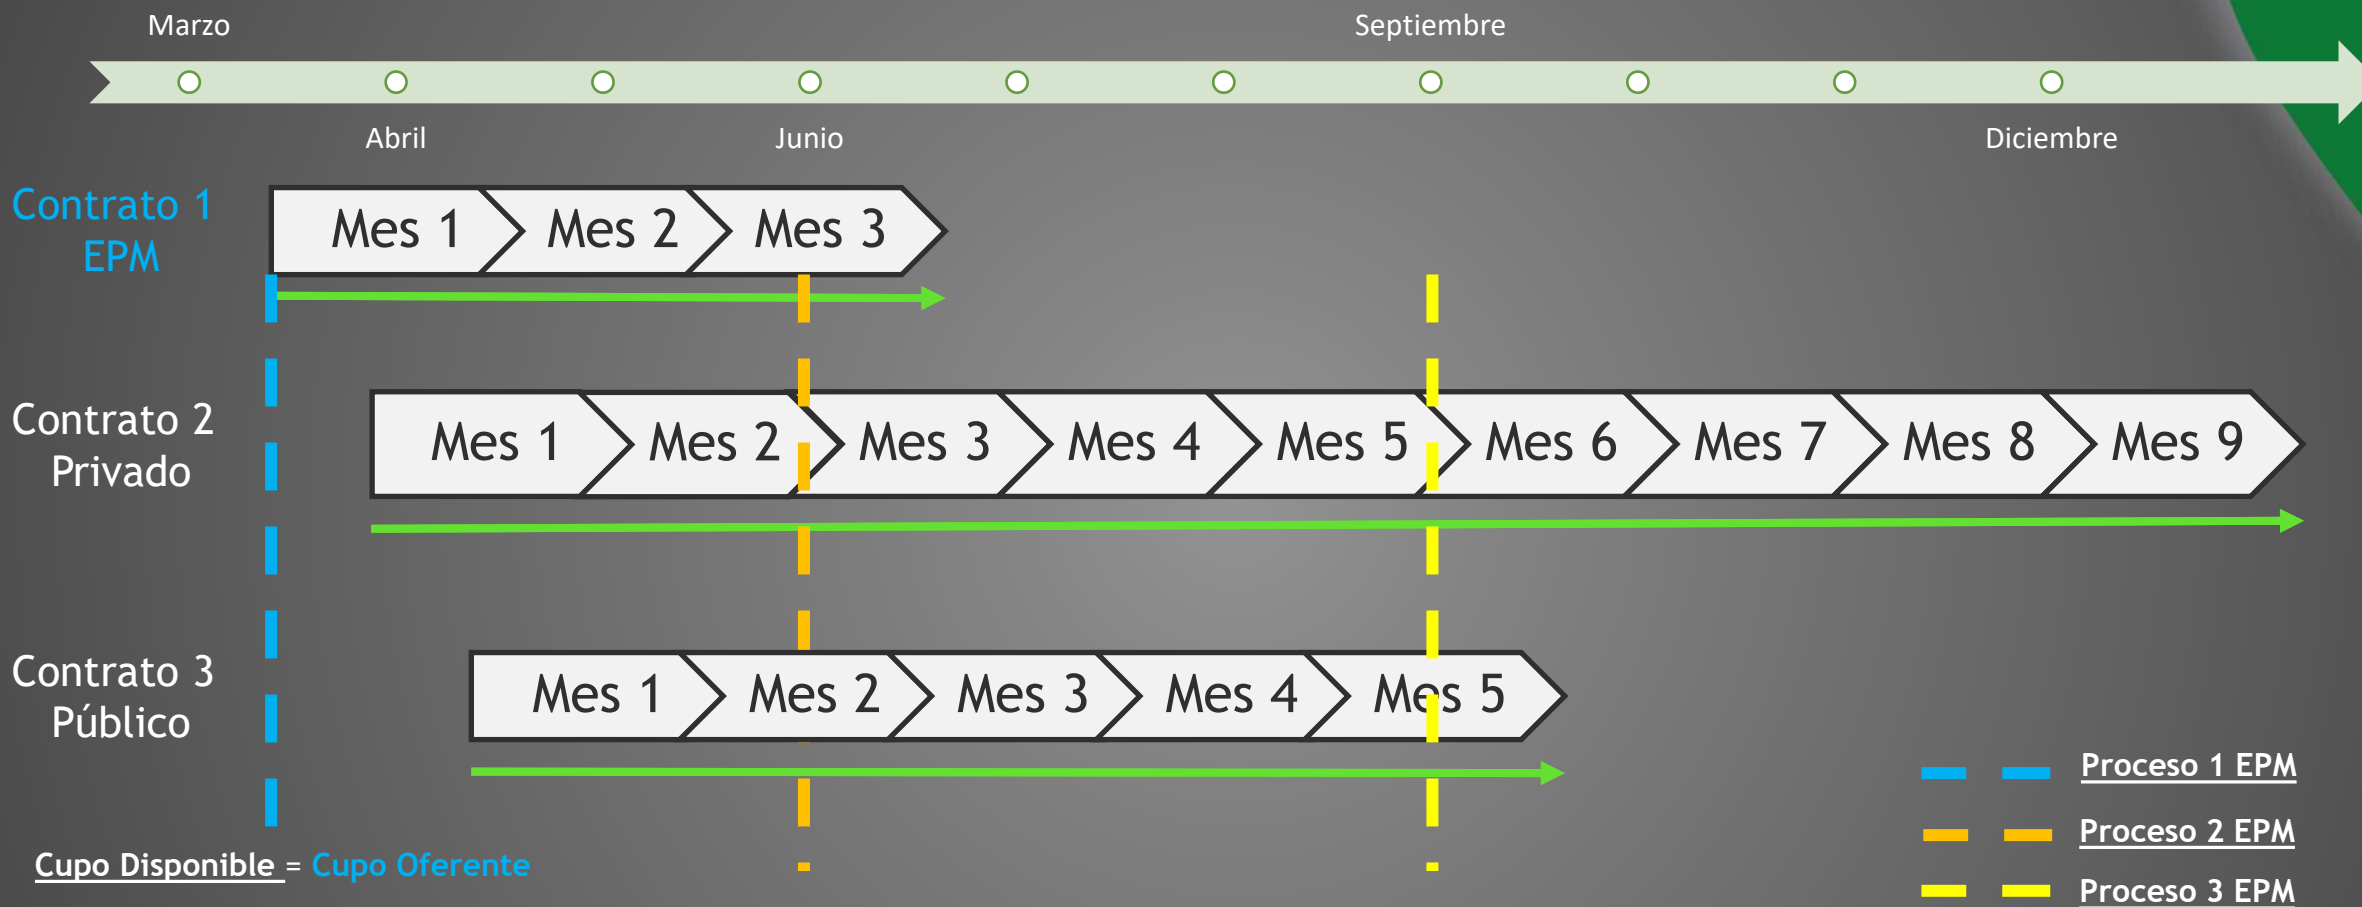 Marzo
Septiembre
Abril
Junio
Diciembre
Contrato 1
EPM
Mes 1 Mes 2 Mes 3
Contrato 2
Privado
Mes 1 Mes 2 Mes 3 Mes 4 Mes 5 Mes 6 Mes 7 Mes 8 Mes 9
Contrato 3
Público
Mes 1 Mes 2 Mes 3 Mes 4 Mes 5
Proceso 1 EPM
Proceso 2 EPM
Proceso 3 EPM
Cupo Disponible = Cupo Oferente